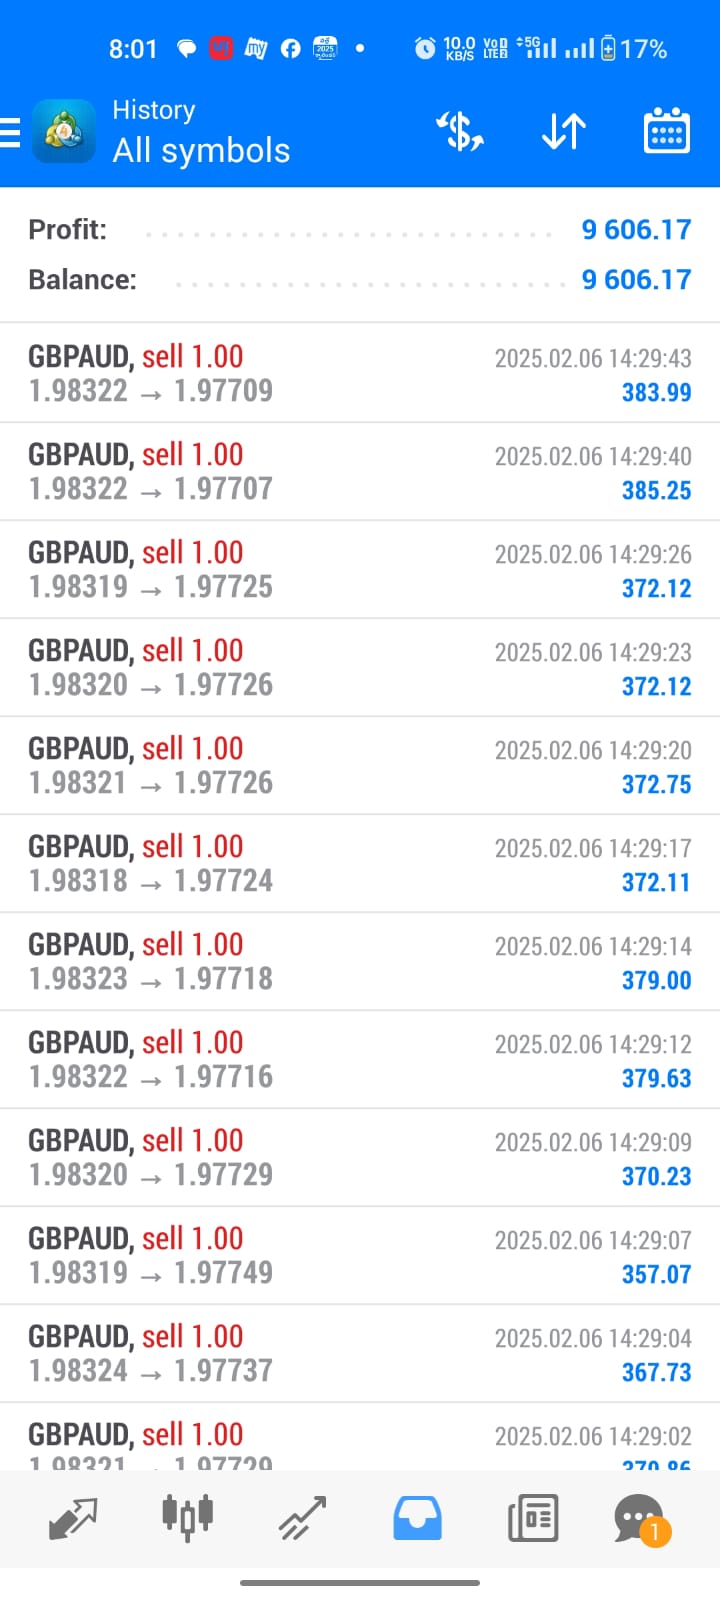 8:01
10.0 KB/S
VoD LTE2
5G
17%
History
All symbols
Profit: 9 606.17
Balance: 9 606.17
GBPAUD, sell 1.00 2025.02.06 14:29:43
1.98322 → 1.97709 383.99
GBPAUD, sell 1.00 2025.02.06 14:29:40
1.98322 → 1.97707 385.25
GBPAUD, sell 1.00 2025.02.06 14:29:26
1.98319 → 1.97725 372.12
GBPAUD, sell 1.00 2025.02.06 14:29:23
1.98320 → 1.97726 372.12
GBPAUD, sell 1.00 2025.02.06 14:29:20
1.98321 → 1.97726 372.75
GBPAUD, sell 1.00 2025.02.06 14:29:17
1.98318 → 1.97724 372.11
GBPAUD, sell 1.00 2025.02.06 14:29:14
1.98323 → 1.97718 379.00
GBPAUD, sell 1.00 2025.02.06 14:29:12
1.98322 → 1.97716 379.63
GBPAUD, sell 1.00 2025.02.06 14:29:09
1.98320 → 1.97729 370.23
GBPAUD, sell 1.00 2025.02.06 14:29:07
1.98319 → 1.97749 357.07
GBPAUD, sell 1.00 2025.02.06 14:29:04
1.98324 → 1.97737 367.73
GBPAUD, sell 1.00 2025.02.06 14:29:02
1.98321 → 1.97729 370.86
1